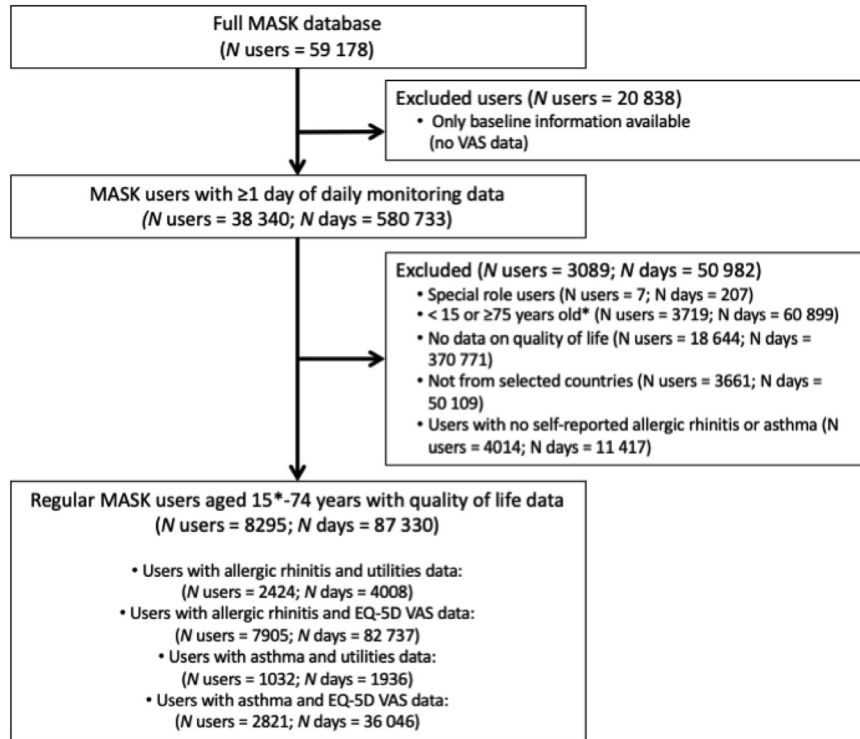 Full MASK database
(N users = 59 178)
Excluded users (N users = 20 838)
• Only baseline information available
(no VAS data)
MASK users with ≥1 day of daily monitoring data
(N users = 38 340; N days = 580 733)
Excluded (N users = 3089; N days = 50 982)
• Special role users (N users = 7; N days = 207)
• < 15 or ≥75 years old* (N users = 3719; N days = 60 899)
• No data on quality of life (N users = 18 644; N days =
370 771)
• Not from selected countries (N users = 3661; N days =
50 109)
• Users with no self-reported allergic rhinitis or asthma (N
users = 4014; N days = 11 417)
Regular MASK users aged 15*-74 years with quality of life data
(N users = 8295; N days = 87 330)
• Users with allergic rhinitis and utilities data:
(N users = 2424; N days = 4008)
• Users with allergic rhinitis and EQ-5D VAS data:
(N users = 7905; N days = 82 737)
• Users with asthma and utilities data:
(N users = 1032; N days = 1936)
• Users with asthma and EQ-5D VAS data:
(N users = 2821; N days = 36 046)